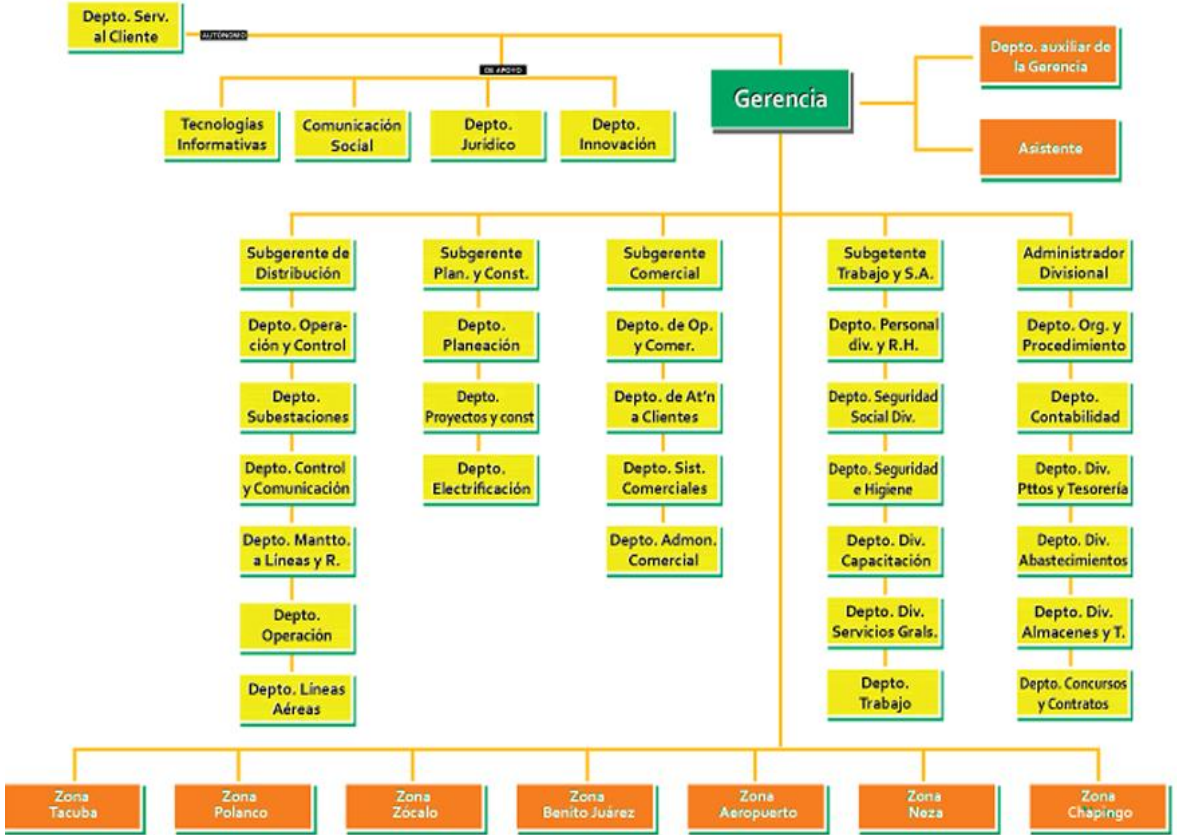 Depto. Serv.
al Cliente
AUTÓNOMO
DE APOYO
Tecnologías
Informativas
Comunicación
Social
Depto.
Jurídico
Depto.
Innovación
Gerencia
Depto. auxiliar de
la Gerencia
Asistente
Subgerente de
Distribución
Depto. Opera-
ción y Control
Depto.
Subestaciones
Depto. Control
y Comunicación
Depto. Mantto.
a Líneas y R.
Depto.
Operación
Depto. Líneas
Aéreas
Subgerente
Plan. y Const.
Depto.
Planeación
Depto.
Proyectos y const
Depto.
Electrificación
Subgerente
Comercial
Depto. de Op.
y Comer.
Depto. de At'n
a Clientes
Depto. Sist.
Comerciales
Depto. Admon.
Comercial
Subgetente
Trabajo y S.A.
Depto. Personal
div. y R.H.
Depto. Seguridad
Social Div.
Depto. Seguridad
e Higiene
Depto. Div.
Capacitación
Depto. Div.
Servicios Grals.
Depto.
Trabajo
Administrador
Divisional
Depto. Org. y
Procedimiento
Depto.
Contabilidad
Depto. Div.
Pttos y Tesorería
Depto. Div.
Abastecimientos
Depto. Div.
Almacenes y T.
Depto. Concursos
y Contratos
Zona
Tacuba
Zona
Polanco
Zona
Zócalo
Zona
Benito Juárez
Zona
Aeropuerto
Zona
Neza
Zona
Chapingo